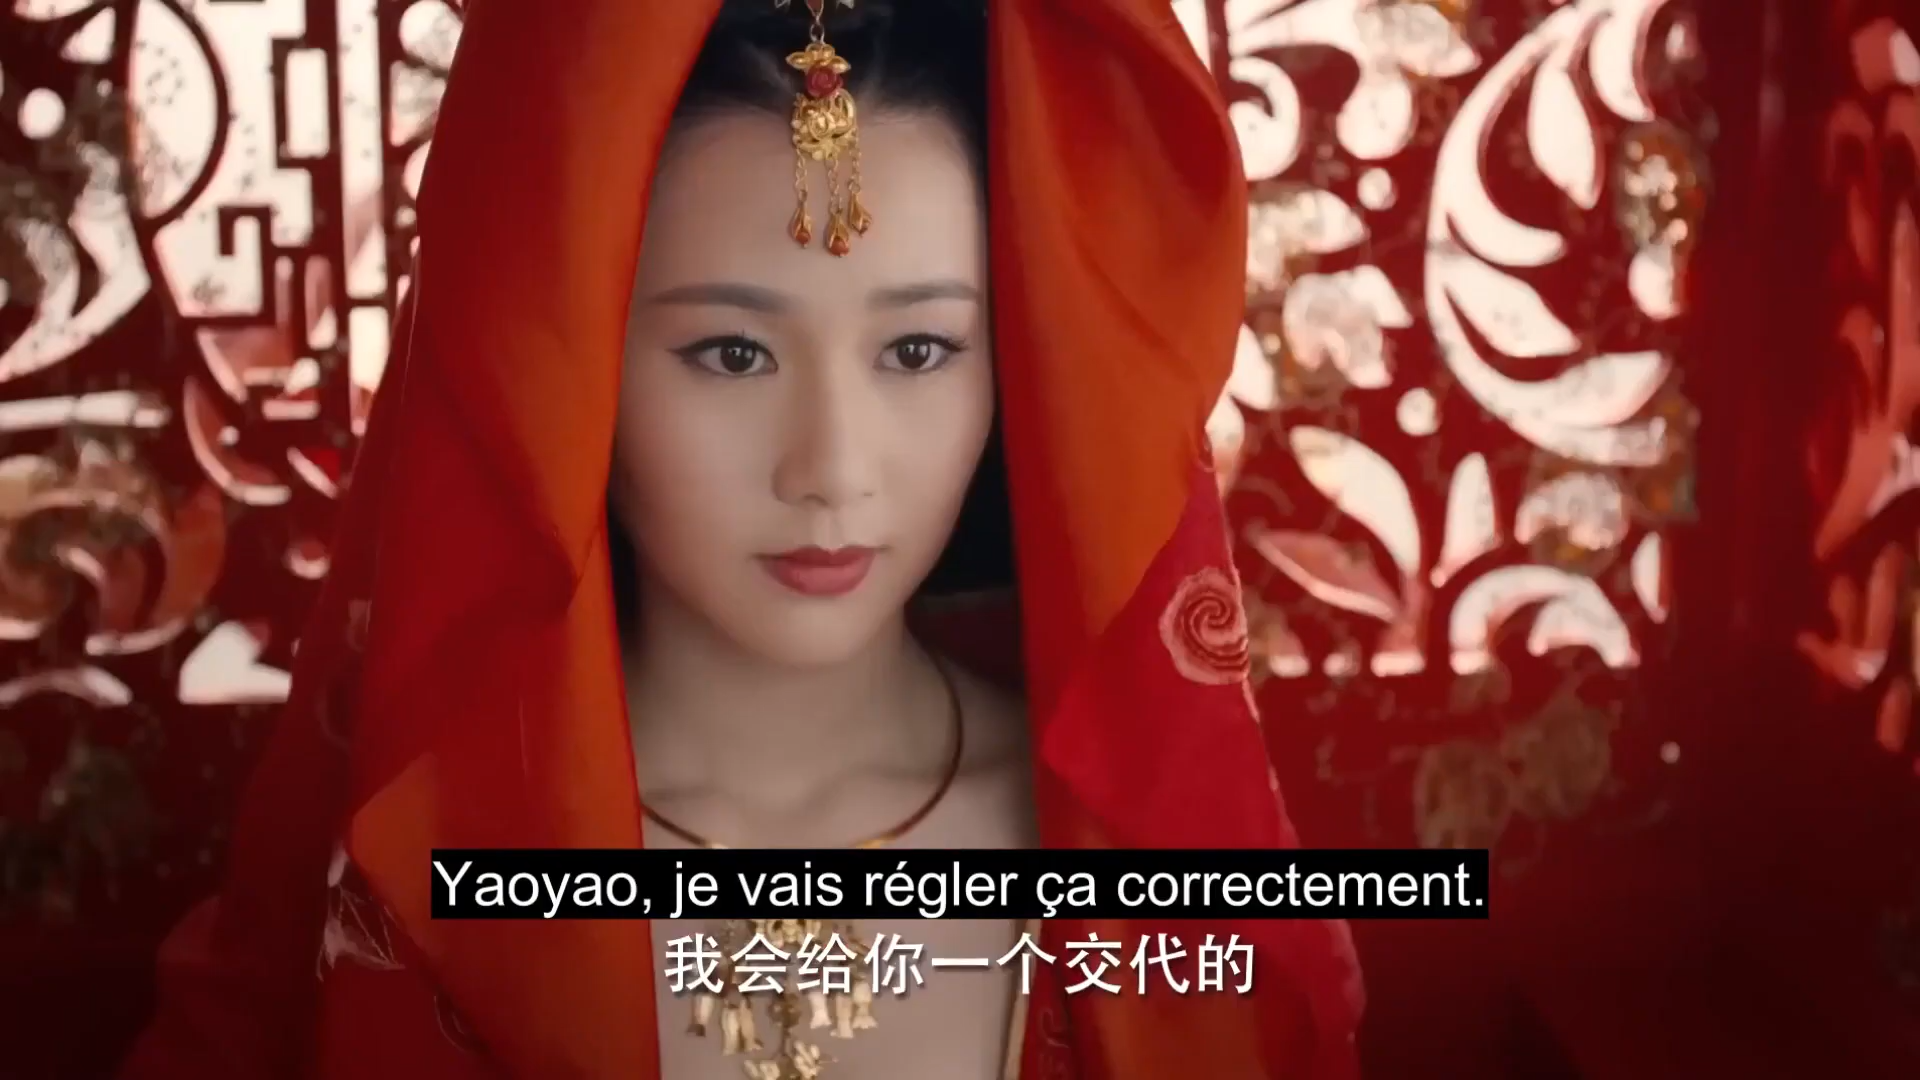 Yaoyao, je vais régler ça correctement.
我会给你一个交代的